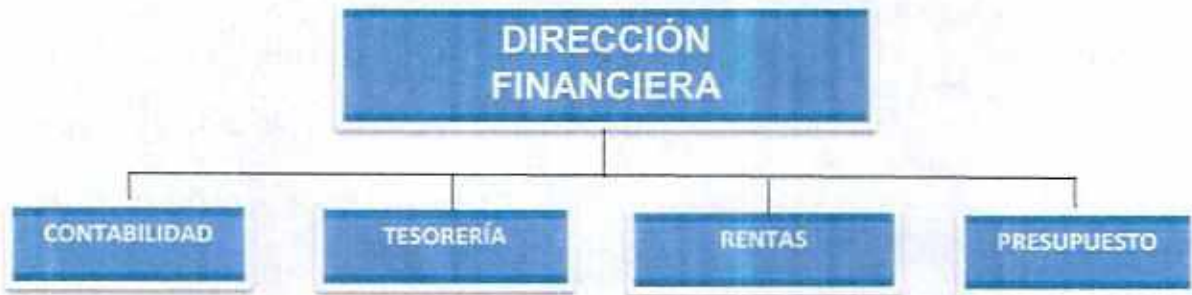 DIRECCIÓN
FINANCIERA
CONTABILIDAD
TESORERÍA
RENTAS
PRESUPUESTO